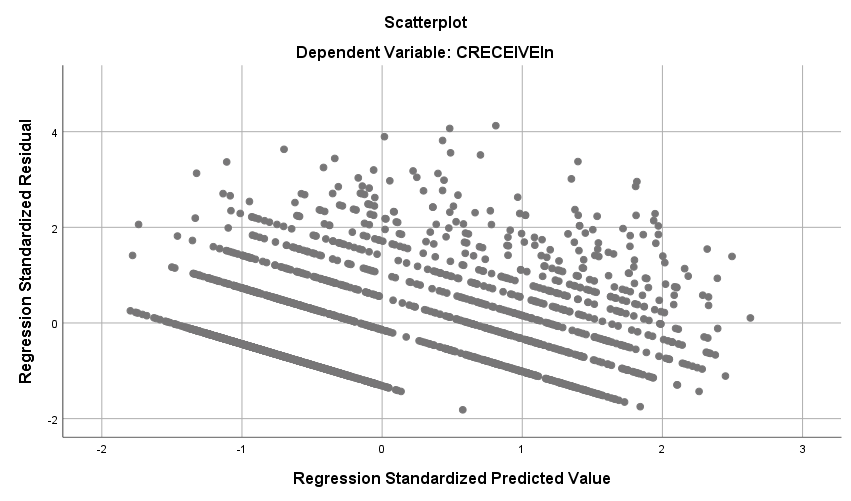 Scatterplot
Dependent Variable: CRECEIVEln
Regression Standardized Residual
4
2
0
-2
-2
-1
0
1
2
3
Regression Standardized Predicted Value